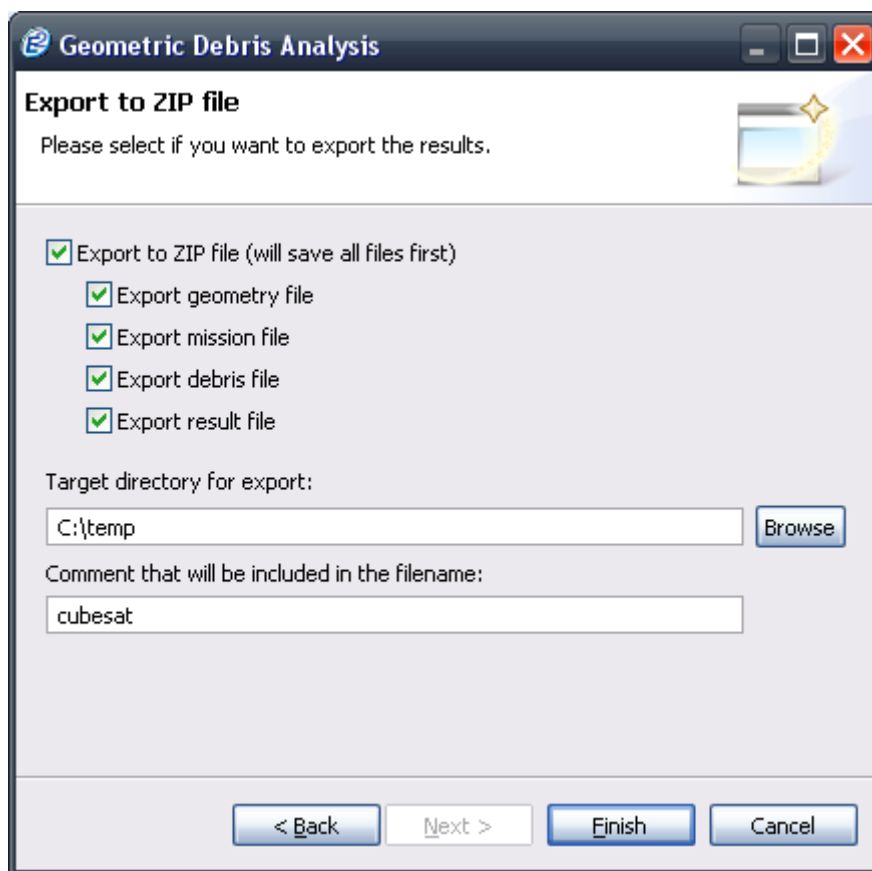 Geometric Debris Analysis
Export to ZIP file
Please select if you want to export the results.
Export to ZIP file (will save all files first)
Export geometry file
Export mission file
Export debris file
Export result file
Target directory for export:
C:\temp
Browse
Comment that will be included in the filename:
cubesat
< Back
Next >
Finish
Cancel